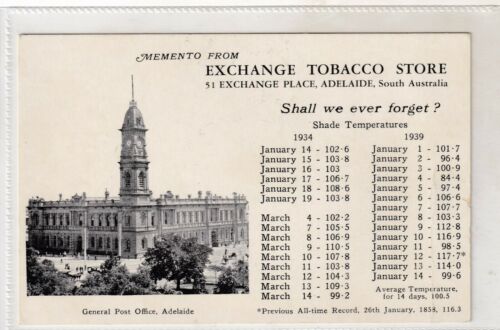 MEMENTO FROM
EXCHANGE TOBACCO STORE
51 EXCHANGE PLACE, ADELAIDE, South Australia
Shall we ever forget ?
Shade Temperatures
1934
January 14 - 102·6
January 15 - 103·8
January 16 - 103
January 17 - 106·7
January 18 - 108·6
January 19 - 103·8
March 4 - 102·2
March 7 - 105·5
March 8 - 106·9
March 9 - 110·5
March 10 - 107·8
March 11 - 103·8
March 12 - 104·3
March 13 - 109·3
March 14 - 99·2
1939
January 1 - 101·7
January 2 - 96·4
January 3 - 100·9
January 4 - 84·4
January 5 - 97·4
January 6 - 106·6
January 7 - 106·1
January 8 - 103·3
January 9 - 112·8
January 10 - 116·9
January 11 - 98·5
January 12 - 117·7*
January 13 - 114·0
January 14 - 99·6
Average Temperature,
for 14 days, 100.5
General Post Office, Adelaide
*Previous All-time Record, 26th January, 1858, 116.3